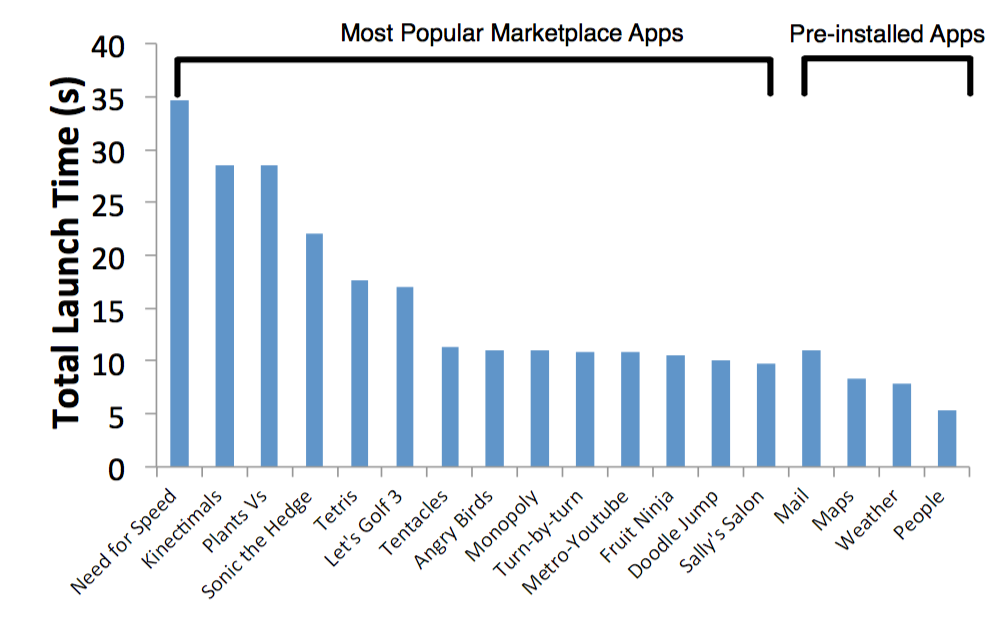 Most Popular Marketplace Apps
Pre-installed Apps
Total Launch Time (s)
40
35
30
25
20
15
10
5
0
Need for Speed
Kinectimals
Plants Vs
Sonic the Hedge
Tetris
Let's Golf 3
Tentacles
Angry Birds
Monopoly
Turn-by-turn
Metro-Youtube
Fruit Ninja
Doodle Jump
Sally's Salon
Mail
Maps
Weather
People